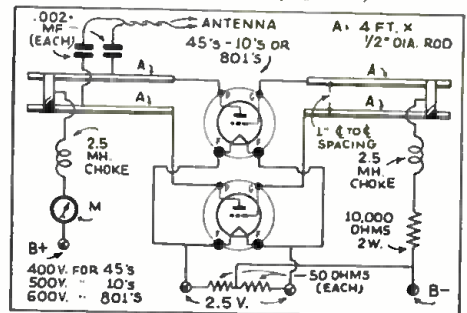 .002-
MF
(EACH)
ANTENNA
45'S - 10'S OR
801'S
A: 4 FT. X
1/2" DIA. ROD
A}
A}
A}
A}
P
G
P
G
F
F
1" ℄ TO ℄
SPACING
2.5
MH.
CHOKE
2.5
MH.
CHOKE
M
B+
10,000
OHMS
2W.
400V. FOR 45'S
500V. " 10'S
600V. " 801'S
50 OHMS
(EACH)
2.5 V.
B-